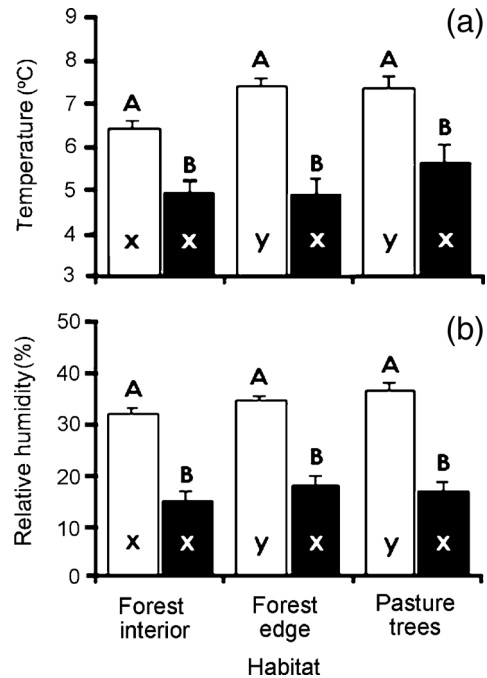 (a)
Temperature (ºC)
9
8
7
6
5
4
3
A
B
A
B
A
B
x
x
y
x
y
x
(b)
Relative humidity (%)
50
40
30
20
10
0
A
B
A
B
A
B
x
x
y
x
y
x
Forest interior
Forest edge
Pasture trees
Habitat